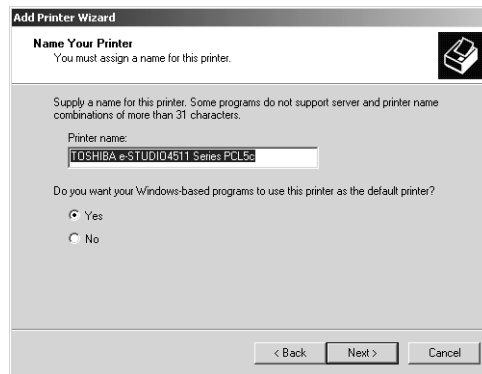 Add Printer Wizard
Name Your Printer
You must assign a name for this printer.
Supply a name for this printer. Some programs do not support server and printer name
combinations of more than 31 characters.
Printer name:
TOSHIBA e-STUDIO4511 Series PCL5c
Do you want your Windows-based programs to use this printer as the default printer?
Yes
No
< Back
Next >
Cancel